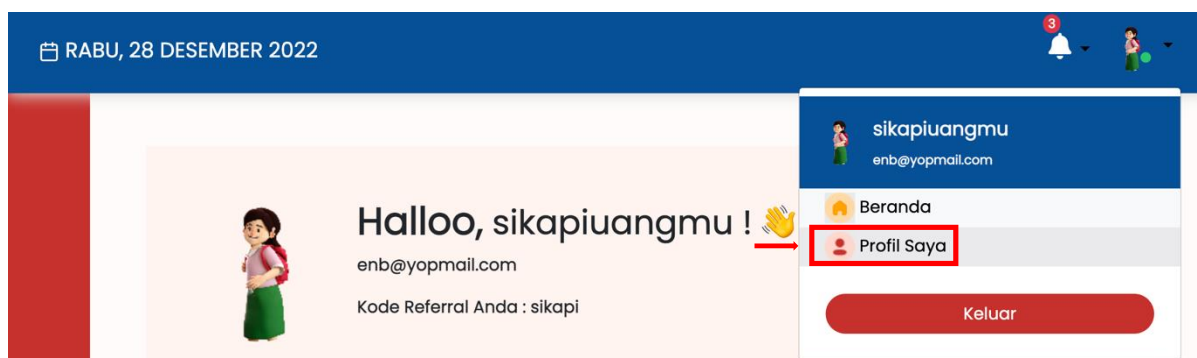 RABU, 28 DESEMBER 2022
3
sikapiuangmu
enb@yopmail.com
Beranda
Profil Saya
Keluar
Halloo, sikapiuangmu ! 👋
enb@yopmail.com
Kode Referral Anda : sikapi